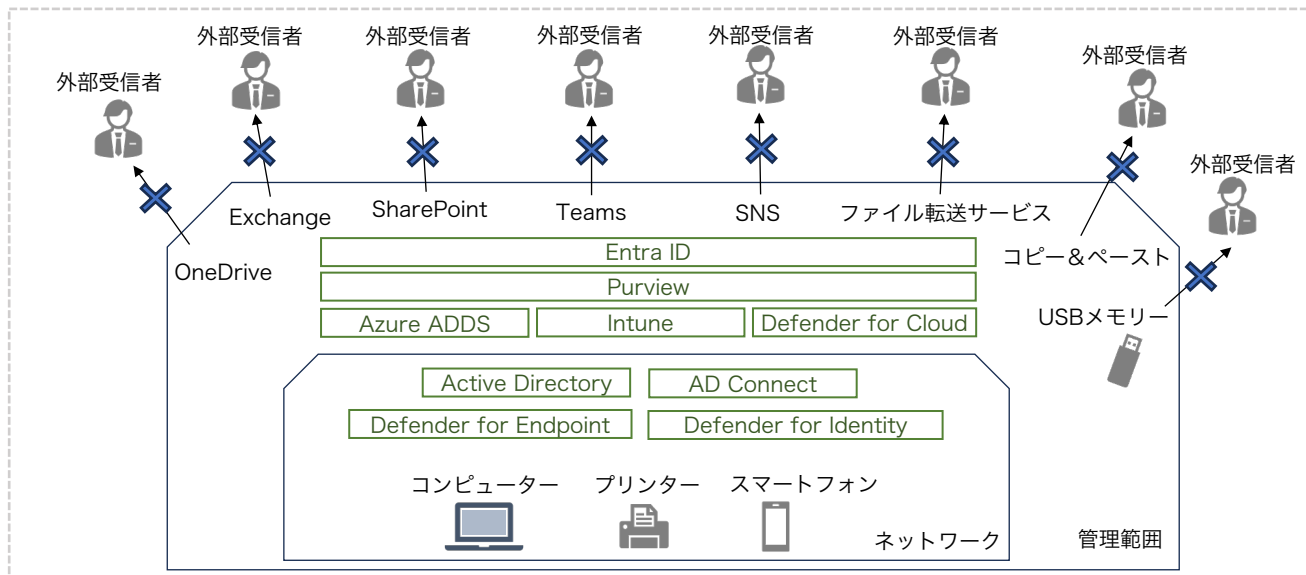 外部受信者
外部受信者
外部受信者
外部受信者
外部受信者
外部受信者
外部受信者
外部受信者
OneDrive
Exchange
SharePoint
Teams
SNS
ファイル転送サービス
コピー＆ペースト
USBメモリー
Entra ID
Purview
Azure ADDS
Intune
Defender for Cloud
Active Directory
AD Connect
Defender for Endpoint
Defender for Identity
コンピューター
プリンター
スマートフォン
ネットワーク
管理範囲